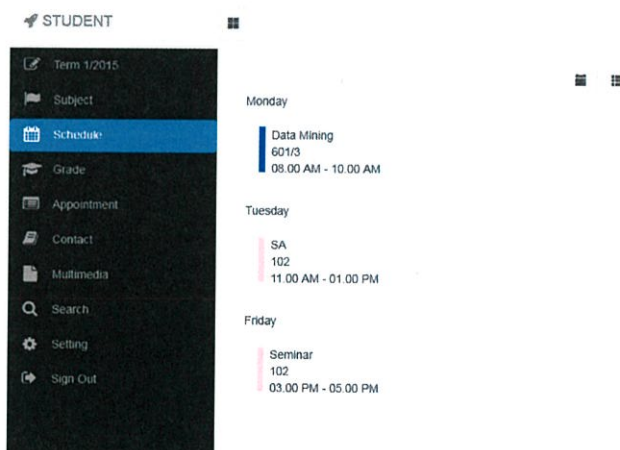 STUDENT
Term 1/2015
Subject
Schedule
Grade
Appointment
Contact
Multimedia
Search
Setting
Sign Out
Monday
Data Mining
601/3
08.00 AM - 10.00 AM
Tuesday
SA
102
11.00 AM - 01.00 PM
Friday
Seminar
102
03.00 PM - 05.00 PM